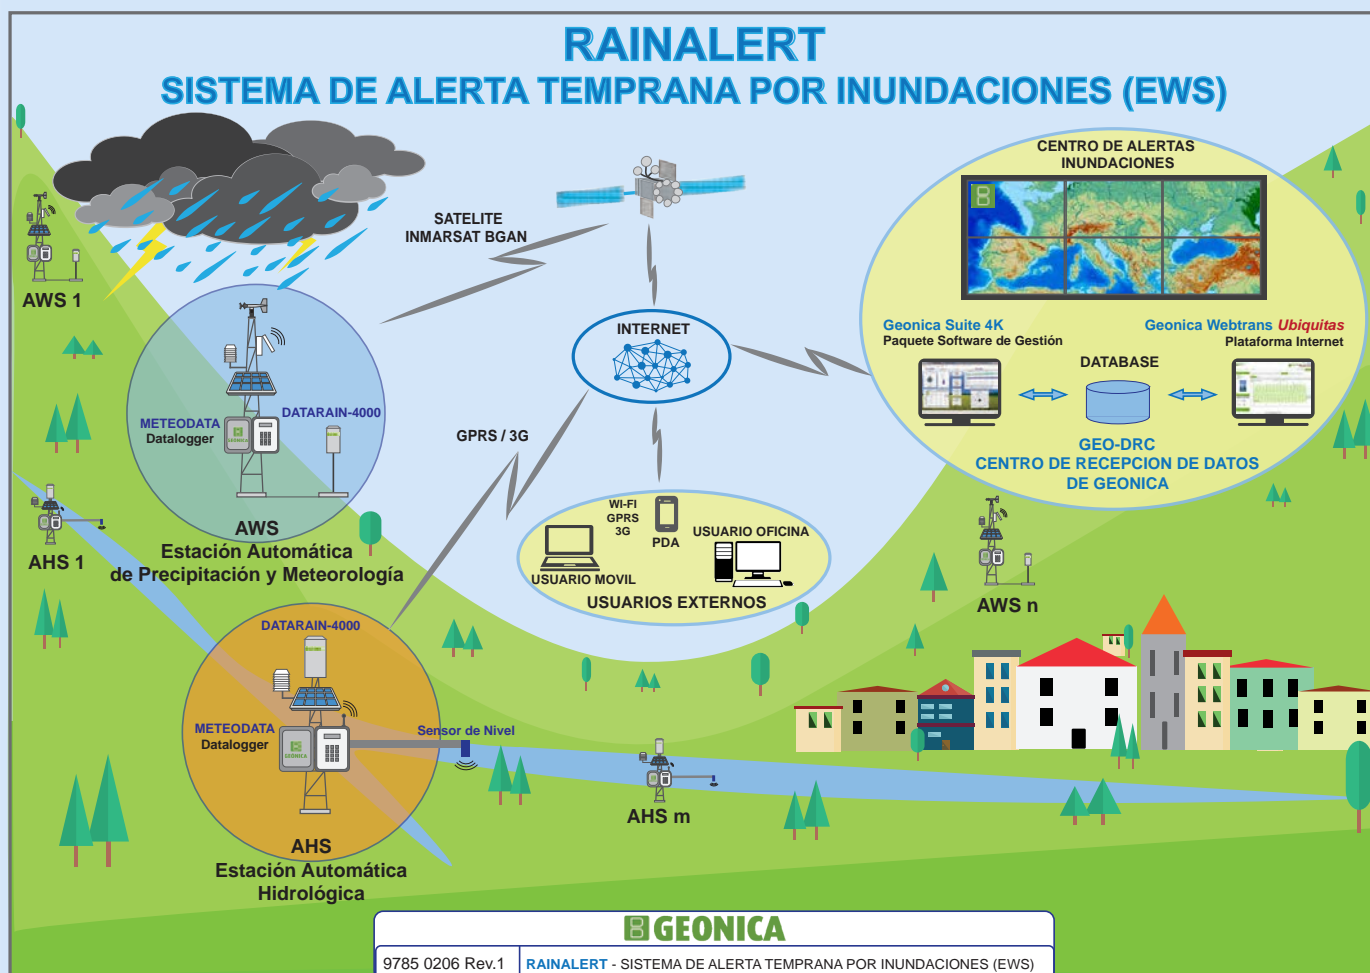 RAINALERT
SISTEMA DE ALERTA TEMPRANA POR INUNDACIONES (EWS)
CENTRO DE ALERTAS
INUNDACIONES
SATELITE
INMARSAT BGAN
AWS 1
INTERNET
Geonica Suite 4K
Paquete Software de Gestión
Geonica Webtrans Ubiquitas
Plataforma Internet
DATABASE
GEO-DRC
CENTRO DE RECEPCION DE DATOS
DE GEONICA
METEODATA
Datalogger
DATARAIN-4000
GEONICA
AWS
Estación Automática
de Precipitación y Meteorología
GPRS / 3G
AHS 1
WI-FI
GPRS
3G
PDA
USUARIO OFICINA
USUARIO MOVIL
USUARIOS EXTERNOS
AWS n
DATARAIN-4000
METEODATA
Datalogger
GEONICA
Sensor de Nivel
AHS m
AHS
Estación Automática
Hidrológica
GEONICA
9785 0206 Rev.1
RAINALERT - SISTEMA DE ALERTA TEMPRANA POR INUNDACIONES (EWS)